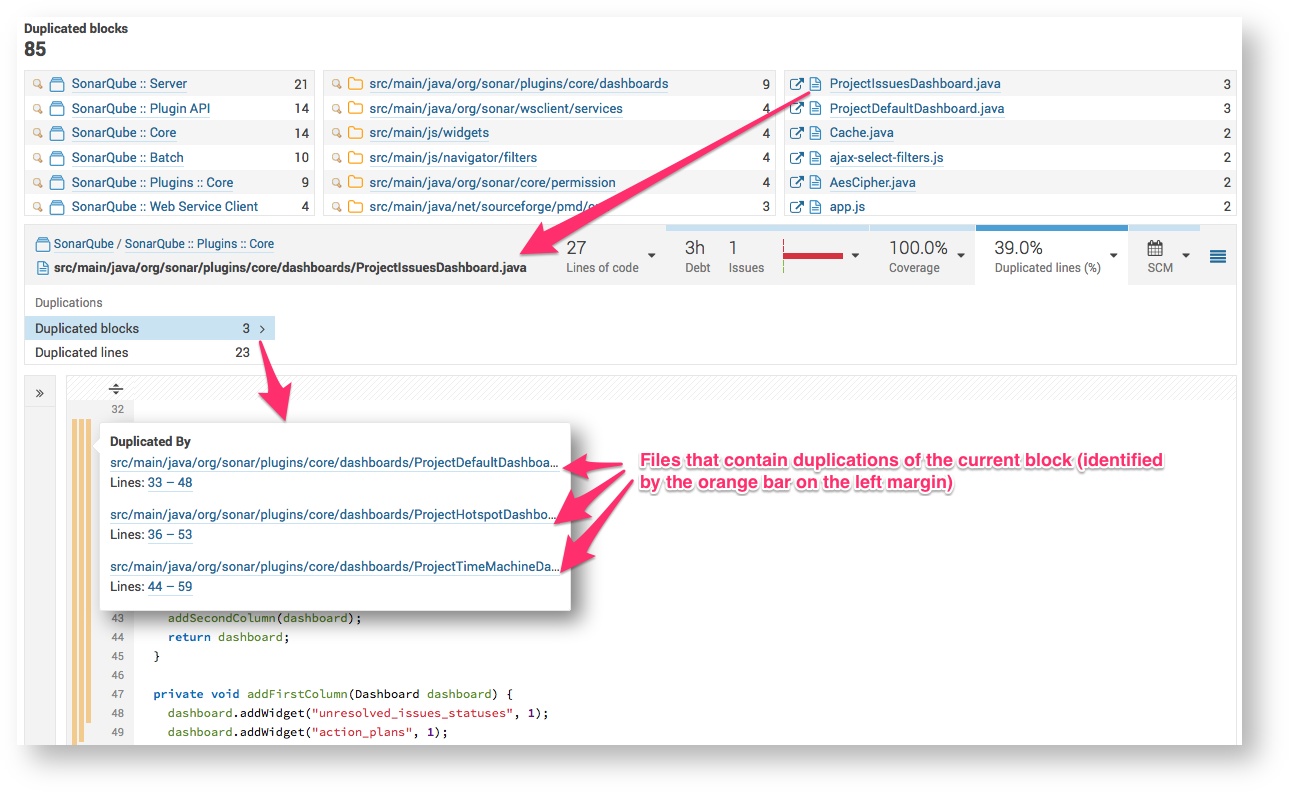 Duplicated blocks
85
SonarQube :: Server 21
SonarQube :: Plugin API 14
SonarQube :: Core 14
SonarQube :: Batch 10
SonarQube :: Plugins :: Core 9
SonarQube :: Web Service Client 4
src/main/java/org/sonar/plugins/core/dashboards 9
src/main/java/org/sonar/wsclient/services 4
src/main/js/widgets 4
src/main/js/navigator/filters 4
src/main/java/org/sonar/core/permission 4
src/main/java/net/sourceforge/pmd/ 3
ProjectIssuesDashboard.java 3
ProjectDefaultDashboard.java 3
Cache.java 2
ajax-select-filters.js 2
AesCipher.java 2
app.js 2
SonarQube / SonarQube :: Plugins :: Core
src/main/java/org/sonar/plugins/core/dashboards/ProjectIssuesDashboard.java
27
Lines of code
3h
Debt
1
Issues
100.0%
Coverage
39.0%
Duplicated lines (%)
SCM
Duplications
Duplicated blocks 3 >
Duplicated lines 23
»
32
Duplicated By
src/main/java/org/sonar/plugins/core/dashboards/ProjectDefaultDashboa...
Lines: 33 – 48
src/main/java/org/sonar/plugins/core/dashboards/ProjectHotspotDashbo...
Lines: 36 – 53
src/main/java/org/sonar/plugins/core/dashboards/ProjectTimeMachineDa...
Lines: 44 – 59
Files that contain duplications of the current block (identified
by the orange bar on the left margin)
43 addSecondColumn(dashboard);
44 return dashboard;
45 }
46
47 private void addFirstColumn(Dashboard dashboard) {
48 dashboard.addWidget("unresolved_issues_statuses", 1);
49 dashboard.addWidget("action_plans", 1);